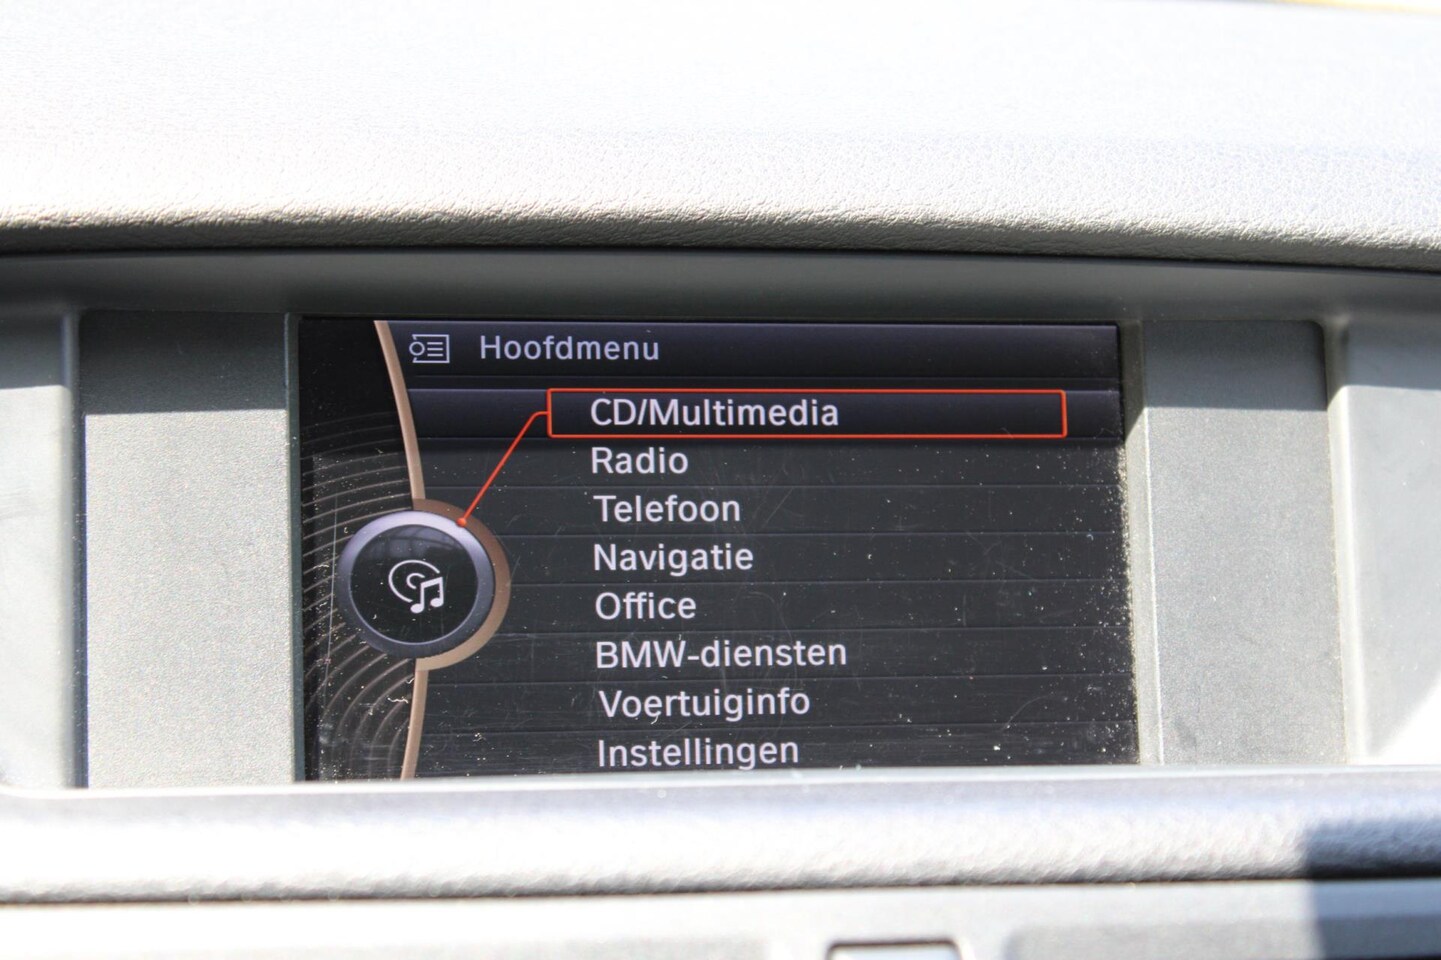 Hoofdmenu
CD/Multimedia
Radio
Telefoon
Navigatie
Office
BMW-diensten
Voertuiginfo
Instellingen